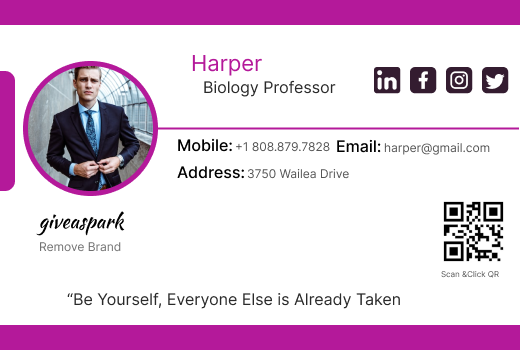 Harper
Biology Professor
Mobile: +1 808.879.7828 Email: harper@gmail.com
Address: 3750 Wailea Drive
giveaspark
Remove Brand
Scan &Click QR
“Be Yourself, Everyone Else is Already Taken